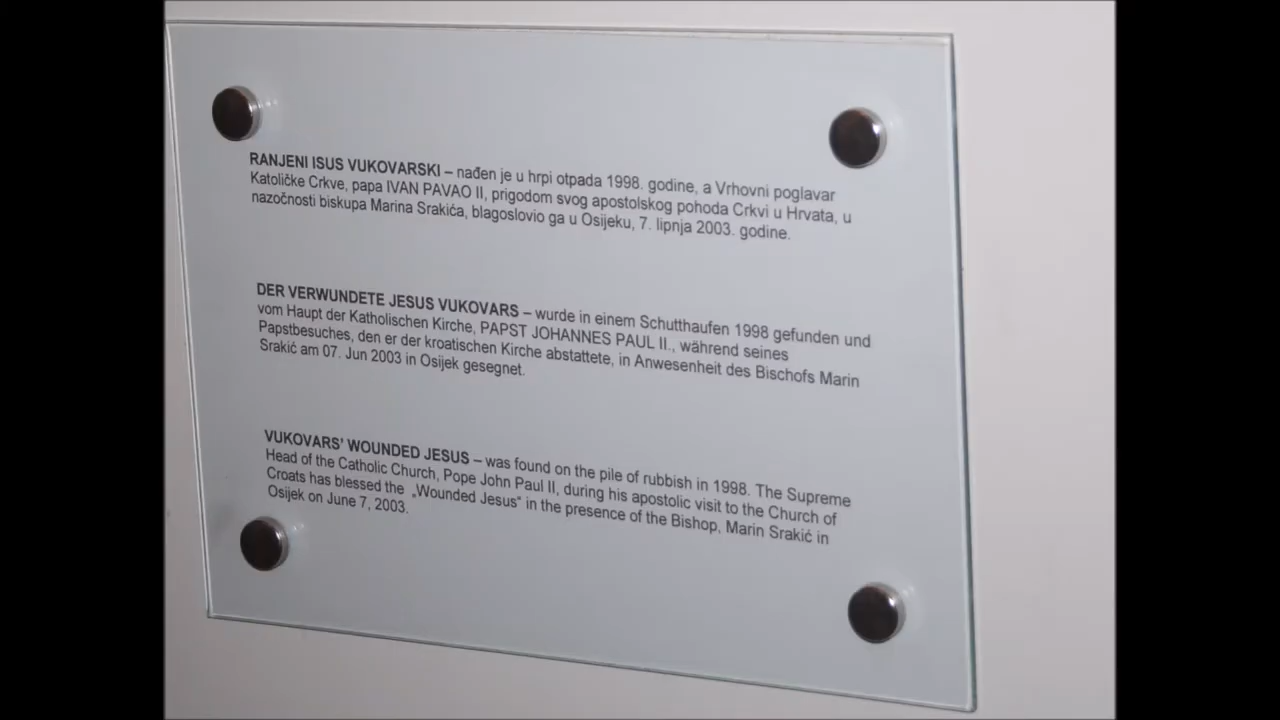 RANJENI ISUS VUKOVARSKI – nađen je u hrpi otpada 1998. godine, a Vrhovni poglavar
Katoličke Crkve, papa IVAN PAVAO II, prigodom svog apostolskog pohoda Crkvi u Hrvata, u
nazočnosti biskupa Marina Srakića, blagoslovio ga u Osijeku, 7. lipnja 2003. godine.
DER VERWUNDETE JESUS VUKOVARS – wurde in einem Schutthaufen 1998 gefunden und
vom Haupt der Katholischen Kirche, PAPST JOHANNES PAUL II., während seines
Papstbesuches, den er der kroatischen Kirche abstattete, in Anwesenheit des Bischofs Marin
Srakić am 07. Jun 2003 in Osijek gesegnet.
VUKOVARS' WOUNDED JESUS – was found on the pile of rubbish in 1998. The Supreme
Head of the Catholic Church, Pope John Paul II, during his apostolic visit to the Church of
Croats has blessed the „Wounded Jesus“ in the presence of the Bishop, Marin Srakić in
Osijek on June 7, 2003.